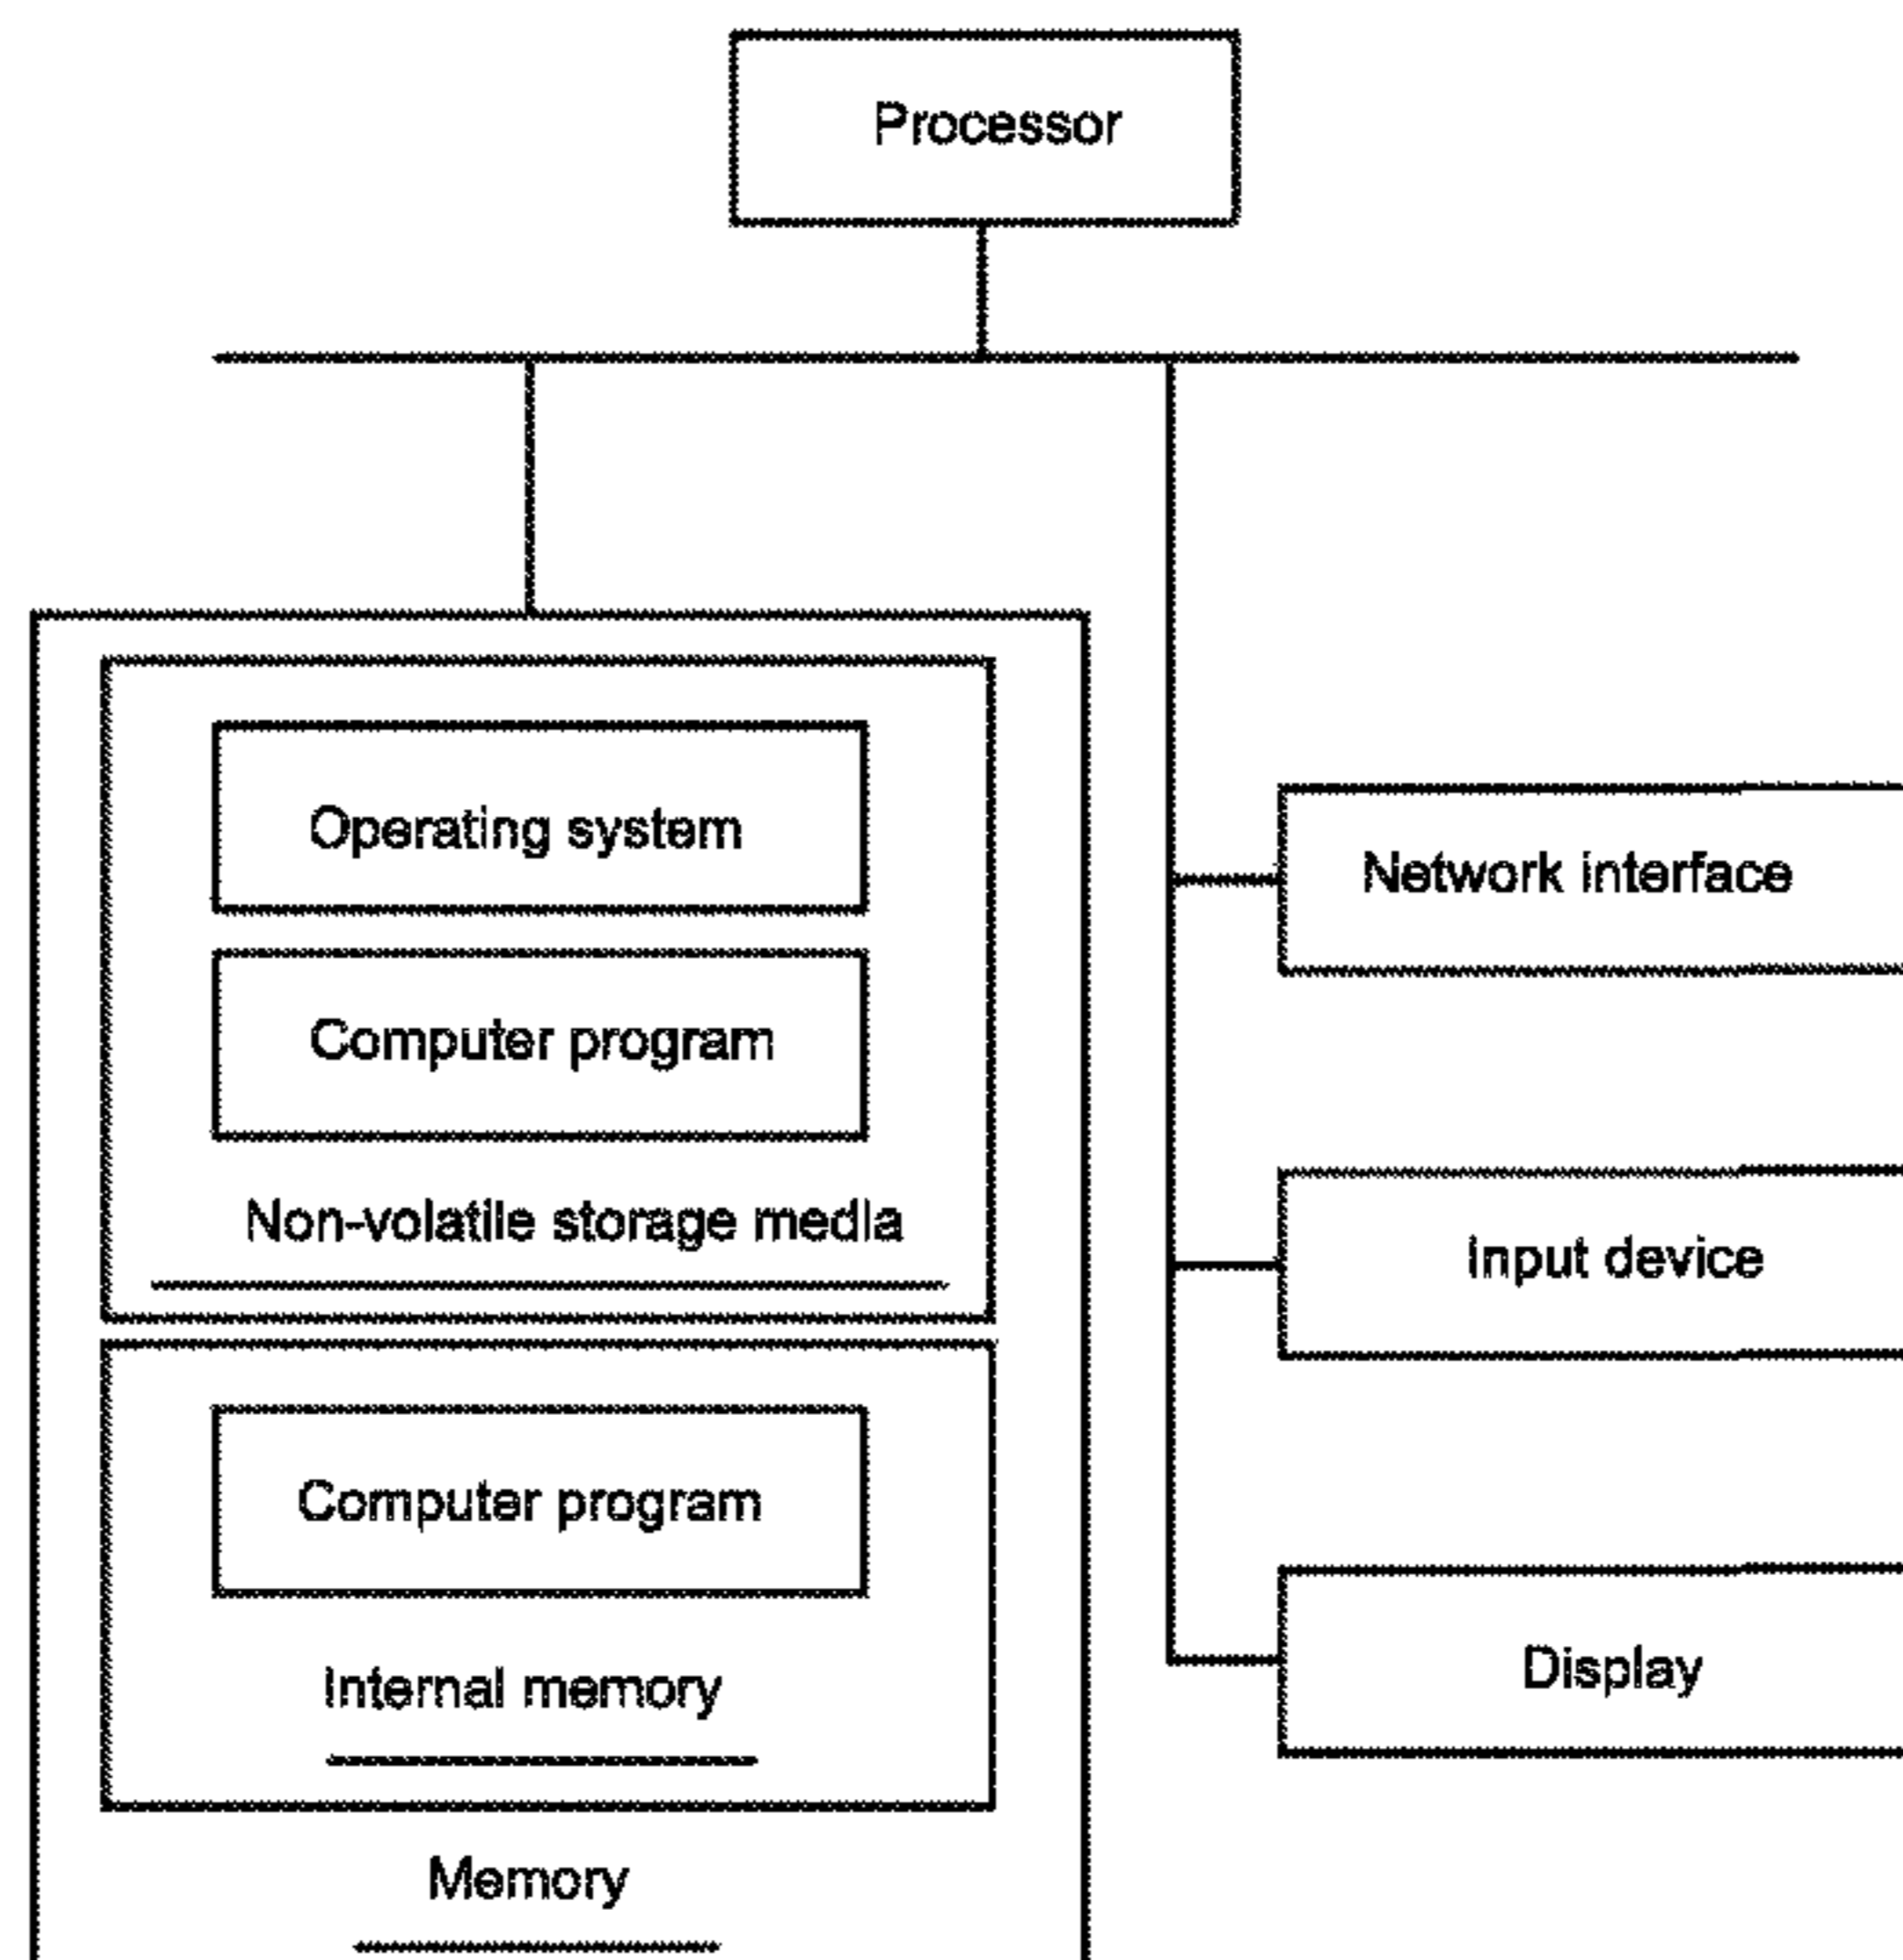 Processor
Operating system
Computer program
Non-volatile storage media
Computer program
Internal memory
Memory
Network interface
Input device
Display